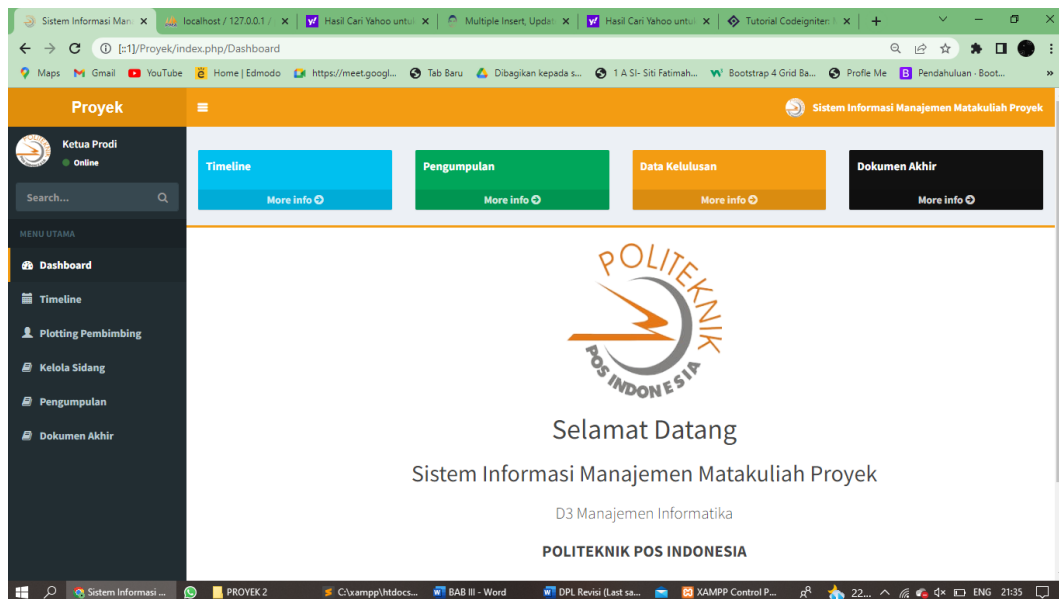 Sistem Informasi Mana
localhost / 127.0.0.1 /
Hasil Cari Yahoo untuk
Multiple Insert, Updat
Hasil Cari Yahoo untuk
Tutorial Codeigniter:
[::1]/Proyek/index.php/Dashboard
Maps
Gmail
YouTube
Home | Edmodo
https://meet.googl...
Tab Baru
Dibagikan kepada s...
1 A SI- Siti Fatimah...
Bootstrap 4 Grid Ba...
Profle Me
Pendahuluan · Boot...
»
Proyek
Sistem Informasi Manajemen Matakuliah Proyek
Ketua Prodi
Online
Search...
MENU UTAMA
Dashboard
Timeline
Plotting Pembimbing
Kelola Sidang
Pengumpulan
Dokumen Akhir
Timeline
More info
Pengumpulan
More info
Data Kelulusan
More info
Dokumen Akhir
More info
POLITEKNIK
POS INDONESIA
Selamat Datang
Sistem Informasi Manajemen Matakuliah Proyek
D3 Manajemen Informatika
POLITEKNIK POS INDONESIA
Sistem Informasi ...
PROYEK 2
C:\xampp\htdocs...
BAB III - Word
DPL Revisi (Last sa...
XAMPP Control P...
22...
ENG
21:35